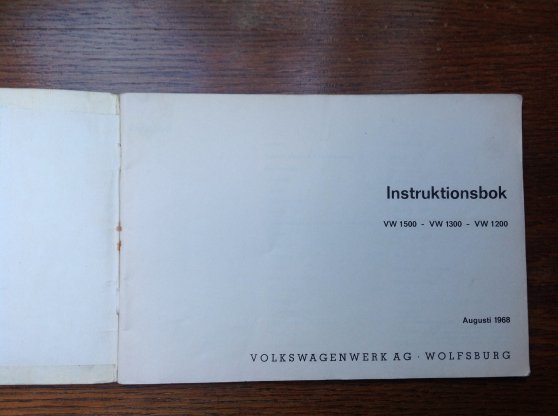 Instruktionsbok
VW 1500 - VW 1300 - VW 1200
Augusti 1968
VOLKSWAGENWERK AG · WOLFSBURG